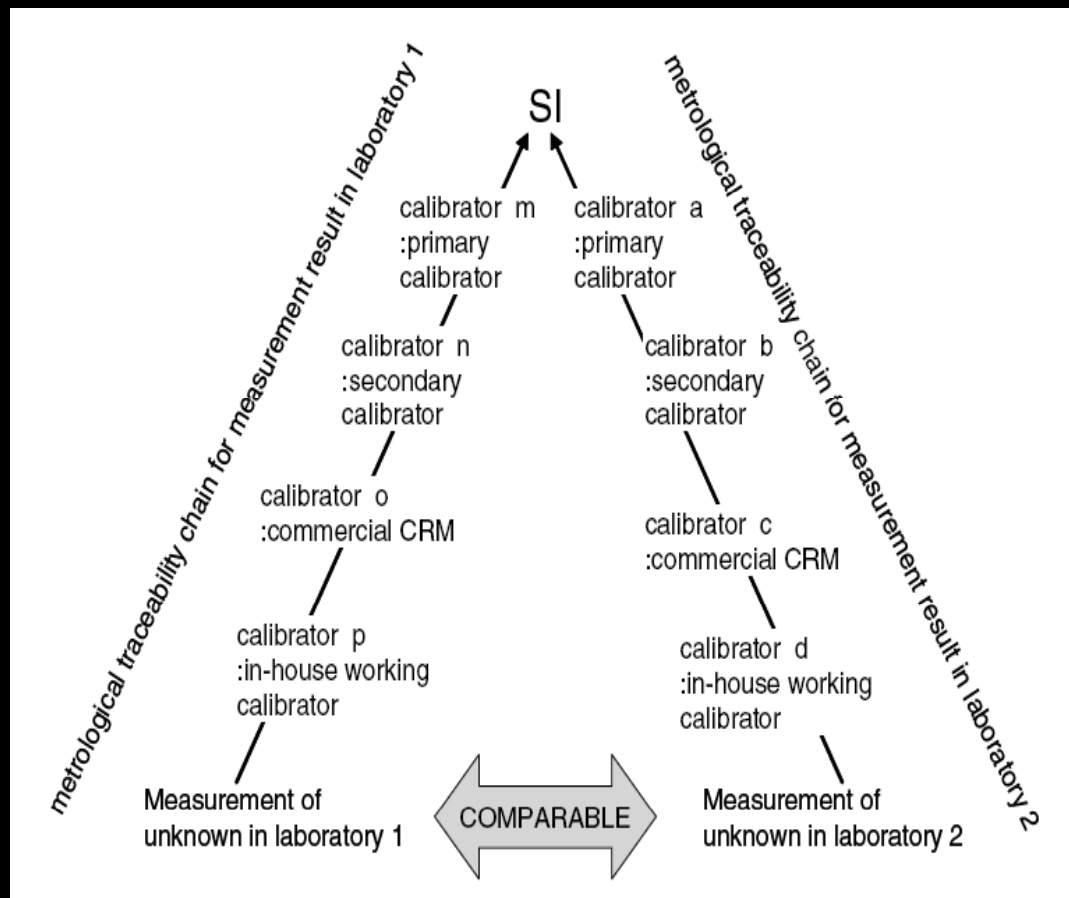 metrological traceability chain for measurement result in laboratory 1
metrological traceability chain for measurement result in laboratory 2
SI
calibrator m
:primary
calibrator
calibrator a
:primary
calibrator
calibrator n
:secondary
calibrator
calibrator b
:secondary
calibrator
calibrator o
:commercial CRM
calibrator c
:commercial CRM
calibrator p
:in-house working
calibrator
calibrator d
:in-house working
calibrator
Measurement of
unknown in laboratory 1
COMPARABLE
Measurement of
unknown in laboratory 2